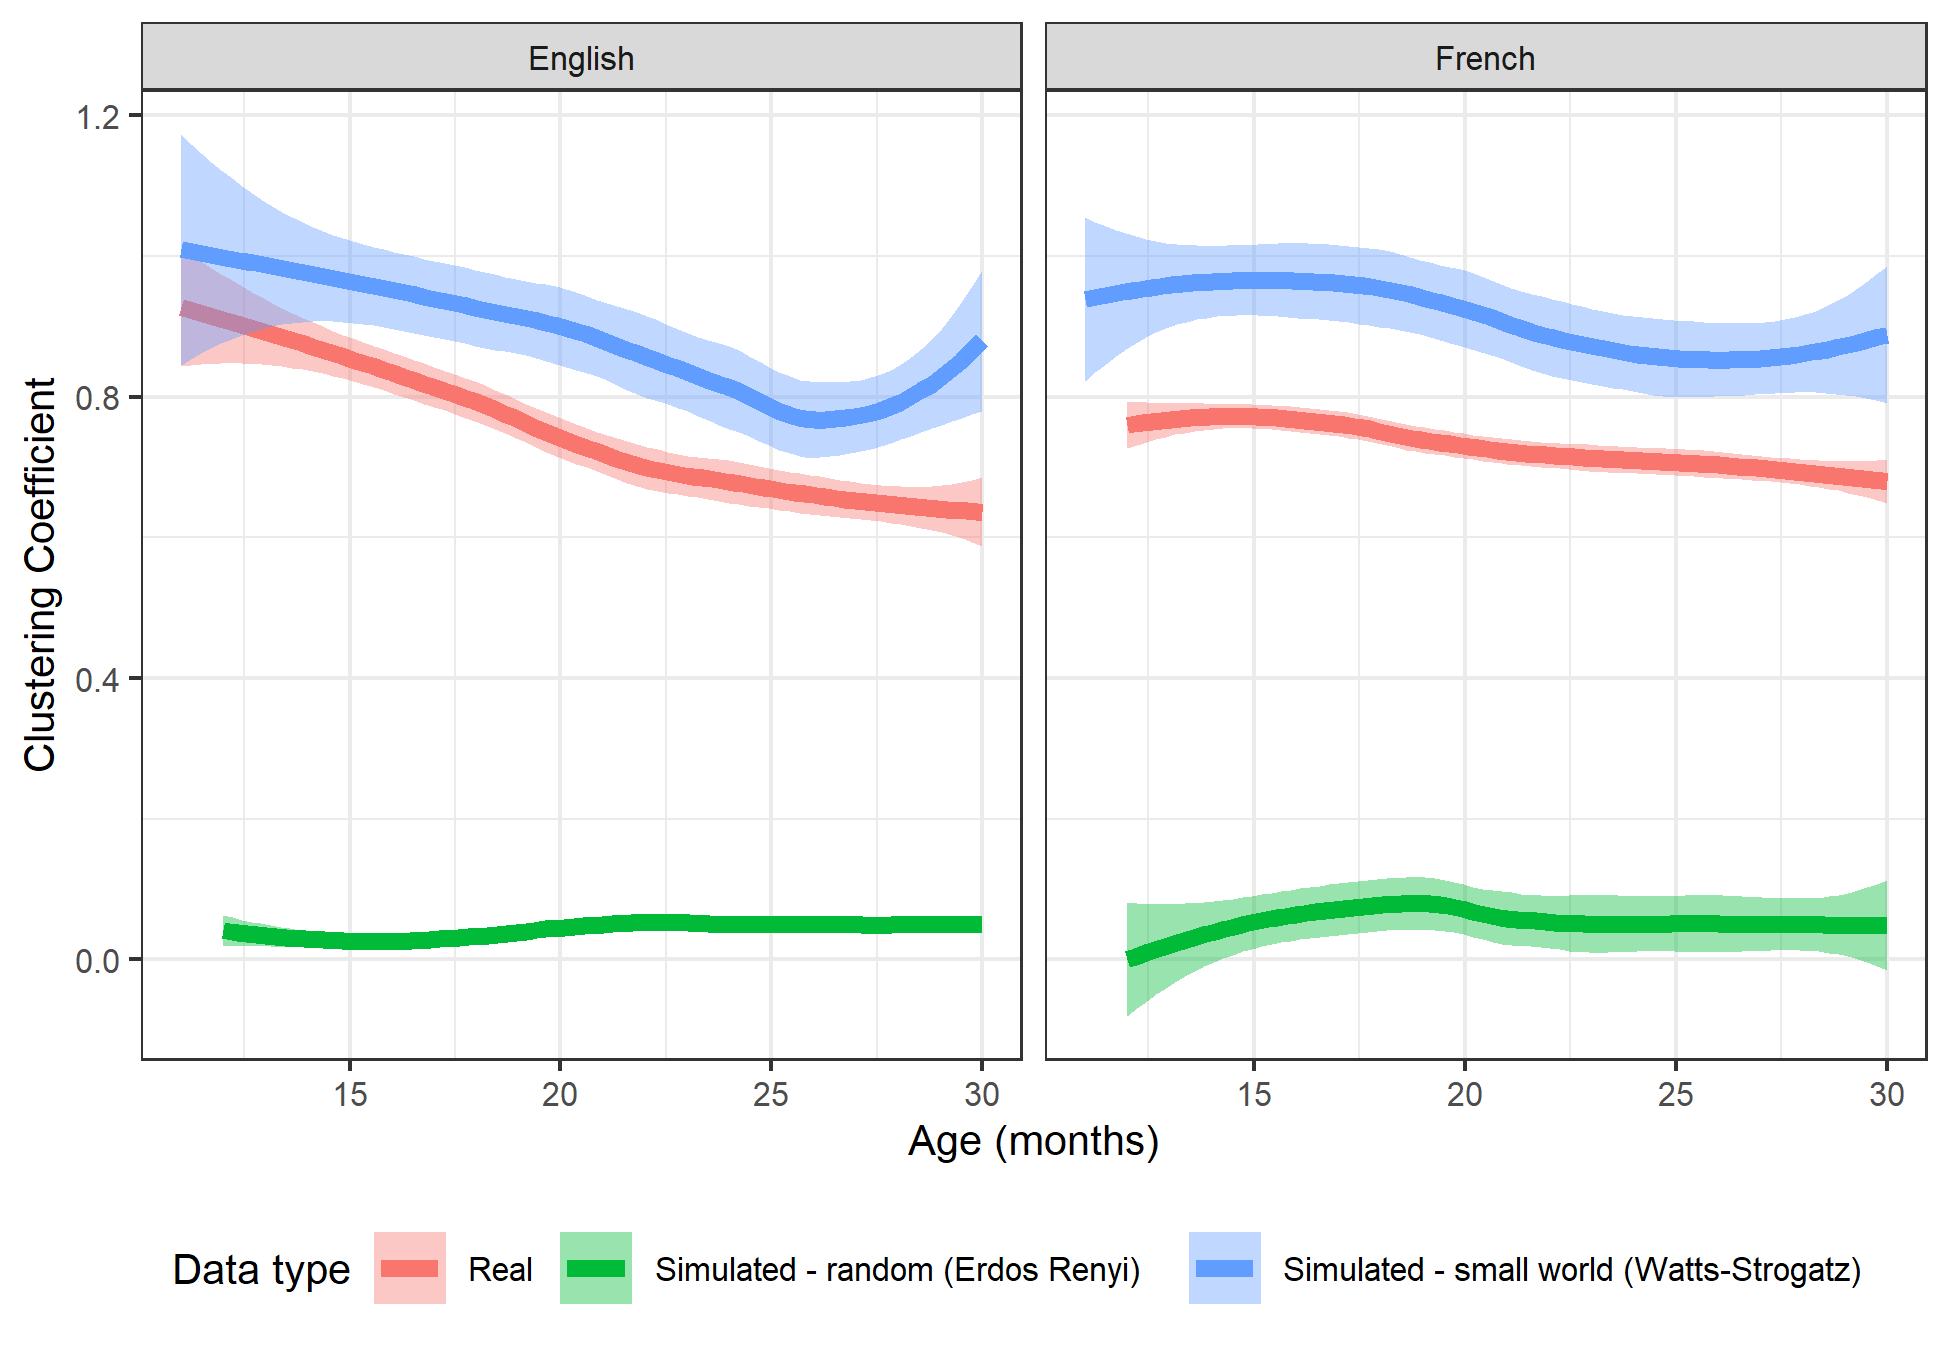 English
French
1.2
0.8
0.4
0.0
Clustering Coefficient
15 20 25 30
15 20 25 30
Age (months)
Data type Real Simulated - random (Erdos Renyi) Simulated - small world (Watts-Strogatz)